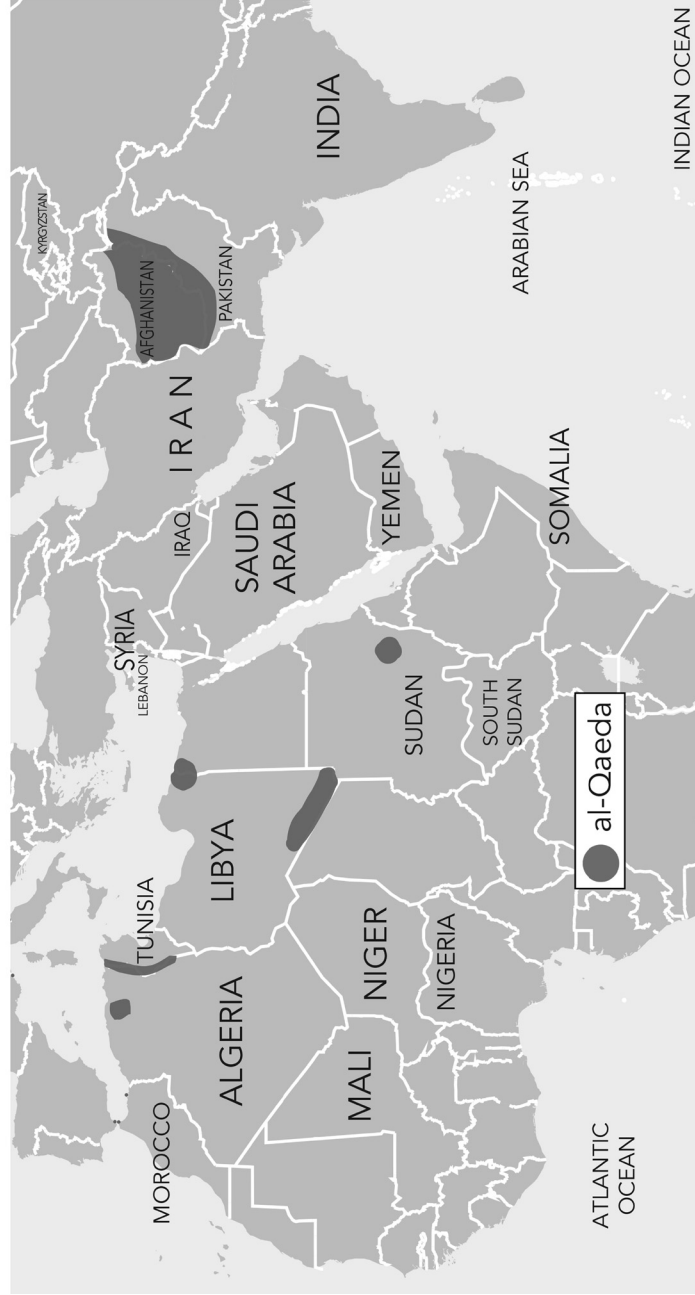 KYRGYZSTAN
AFGHANISTAN
PAKISTAN
INDIA
IRAN
SYRIA
LEBANON
IRAQ
SAUDI
ARABIA
YEMEN
ARABIAN SEA
INDIAN OCEAN
TUNISIA
MOROCCO
ALGERIA
LIBYA
MALI
NIGER
NIGERIA
SUDAN
SOUTH
SUDAN
SOMALIA
ATLANTIC
OCEAN
al-Qaeda